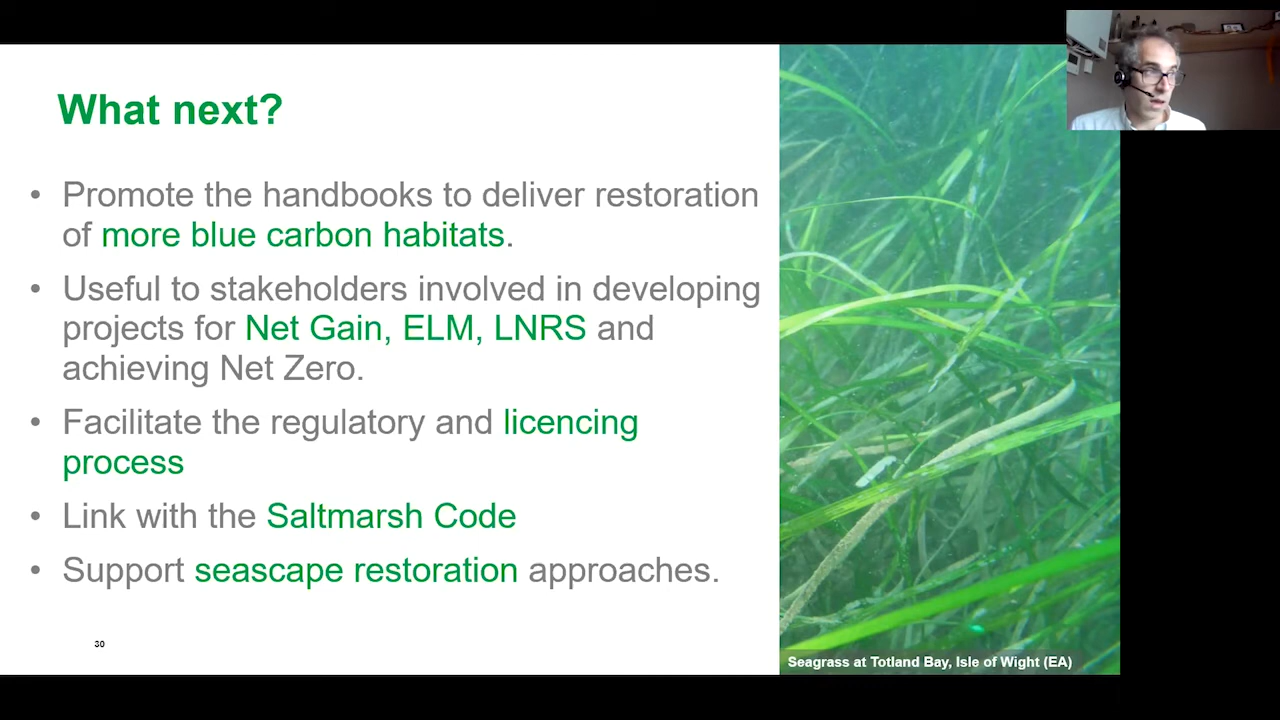 What next?
• Promote the handbooks to deliver restoration
of more blue carbon habitats.
• Useful to stakeholders involved in developing
projects for Net Gain, ELM, LNRS and
achieving Net Zero.
• Facilitate the regulatory and licencing
process
• Link with the Saltmarsh Code
• Support seascape restoration approaches.
30
Seagrass at Totland Bay, Isle of Wight (EA)